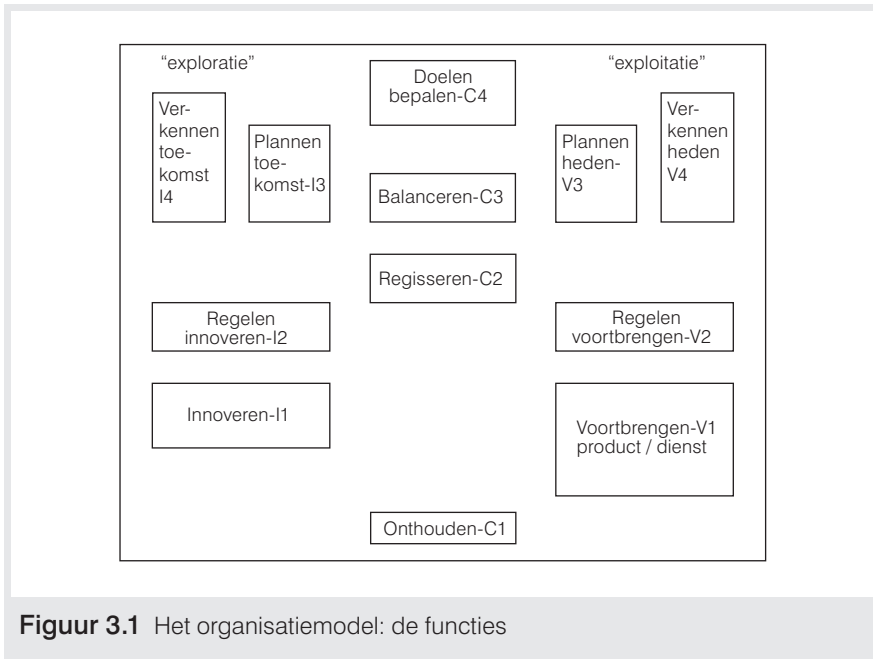 “exploratie”
“exploitatie”
Doelen
bepalen-C4
Ver-
kennen
toe-
komst
I4
Plannen
toe-
komst-I3
Plannen
heden-
V3
Ver-
kennen
heden
V4
Balanceren-C3
Regisseren-C2
Regelen
innoveren-I2
Regelen
voortbrengen-V2
Innoveren-I1
Voortbrengen-V1
product / dienst
Onthouden-C1
Figuur 3.1 Het organisatiemodel: de functies